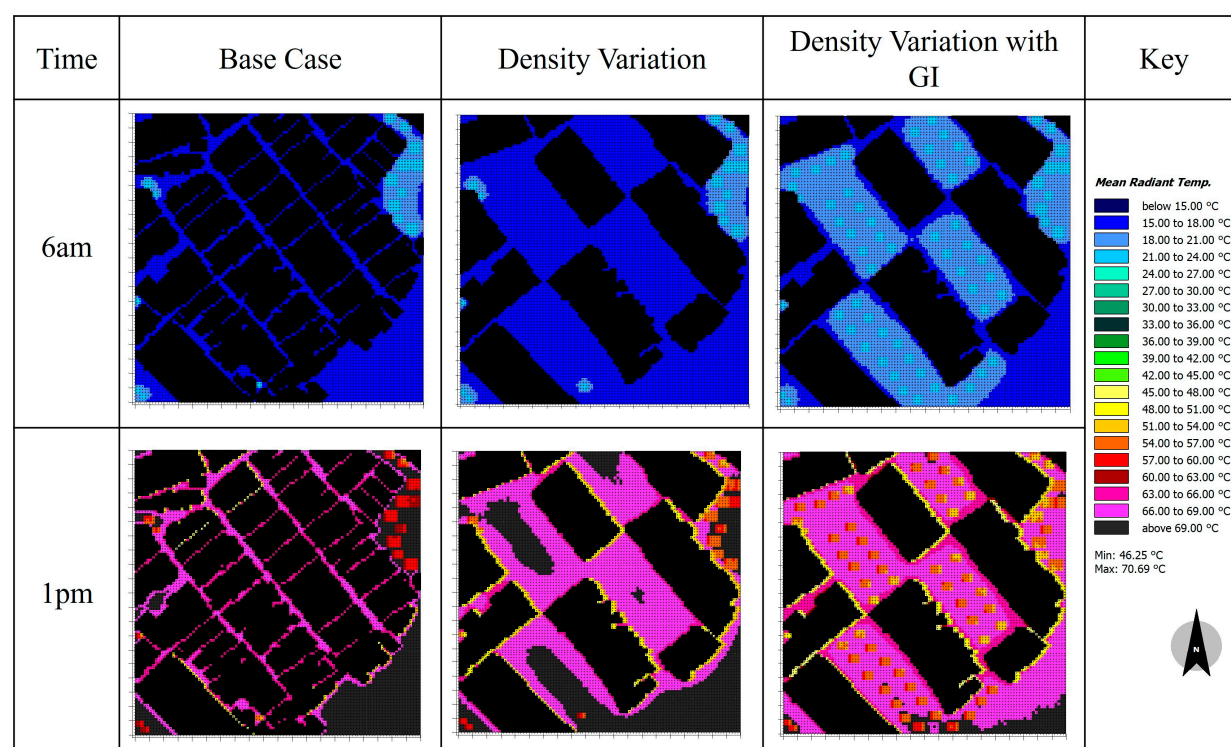 Time
Base Case
Density Variation
Density Variation with
GI
Key
6am
1pm
Mean Radiant Temp.
below 15.00 °C
15.00 to 18.00 °C
18.00 to 21.00 °C
21.00 to 24.00 °C
24.00 to 27.00 °C
27.00 to 30.00 °C
30.00 to 33.00 °C
33.00 to 36.00 °C
36.00 to 39.00 °C
39.00 to 42.00 °C
42.00 to 45.00 °C
45.00 to 48.00 °C
48.00 to 51.00 °C
51.00 to 54.00 °C
54.00 to 57.00 °C
57.00 to 60.00 °C
60.00 to 63.00 °C
63.00 to 66.00 °C
66.00 to 69.00 °C
above 69.00 °C
Min: 46.25 °C
Max: 70.69 °C
N